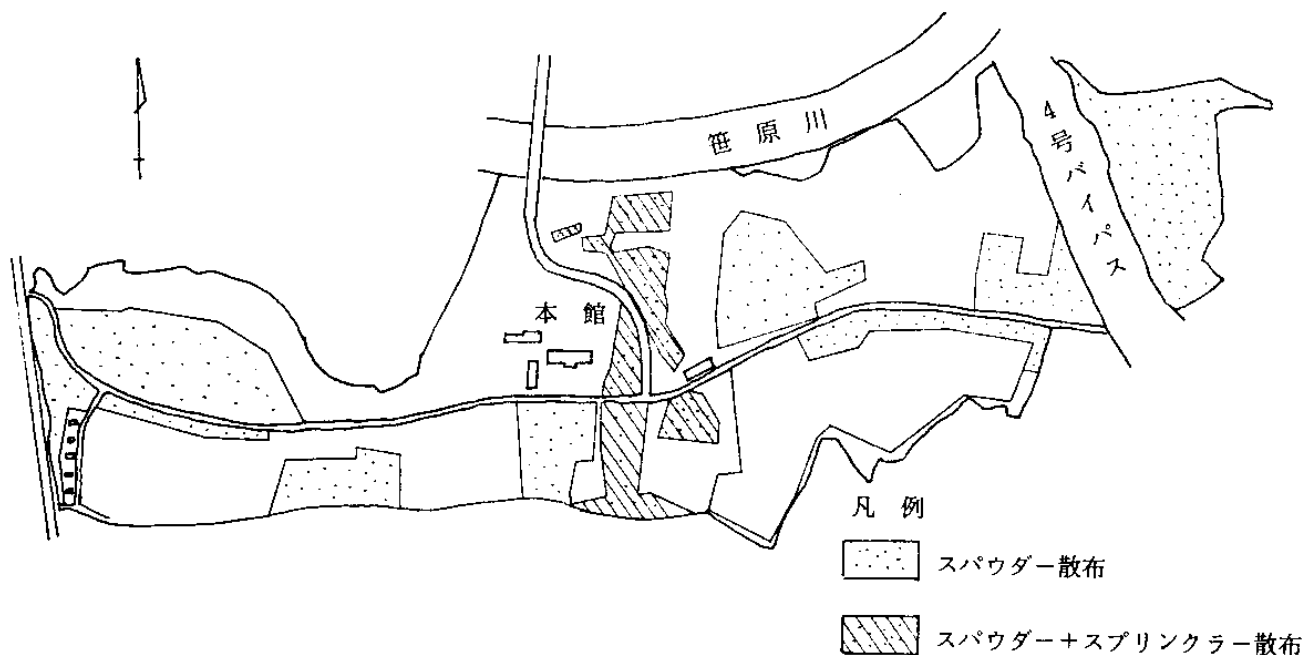 笹原川
4号バイパス
本館
凡例
スパウダー散布
スパウダー+スプリンクラー散布